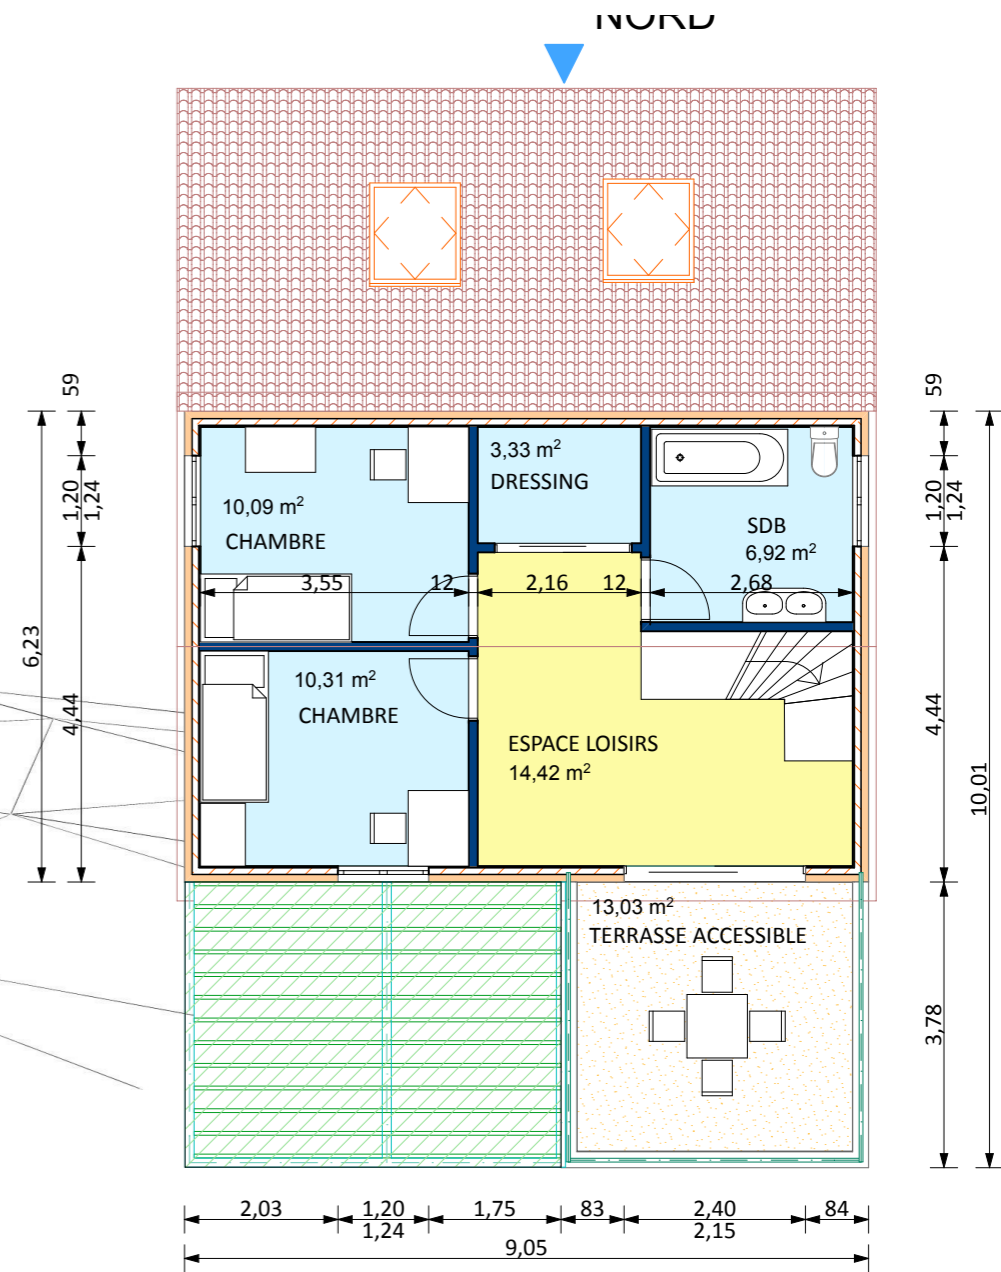 NORD
59
59
3,33 m²
DRESSING
10,09 m²
CHAMBRE
SDB
6,92 m²
1,20
1,24
1,20
1,24
3,55
12
2,16
12
2,68
6,23
4,44
10,31 m²
CHAMBRE
ESPACE LOISIRS
14,42 m²
4,44
10,01
13,03 m²
TERRASSE ACCESSIBLE
3,78
2,03
1,20
1,24
1,75
83
2,40
2,15
84
9,05